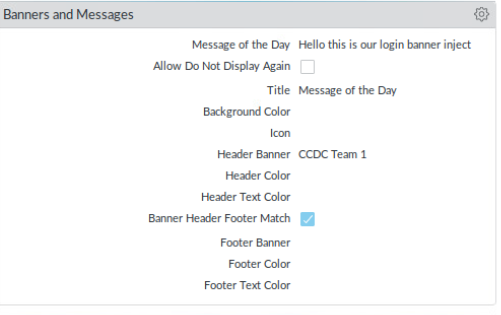 Banners and Messages
Message of the Day Hello this is our login banner inject
Allow Do Not Display Again
Title Message of the Day
Background Color
Icon
Header Banner CCDC Team 1
Header Color
Header Text Color
Banner Header Footer Match
Footer Banner
Footer Color
Footer Text Color